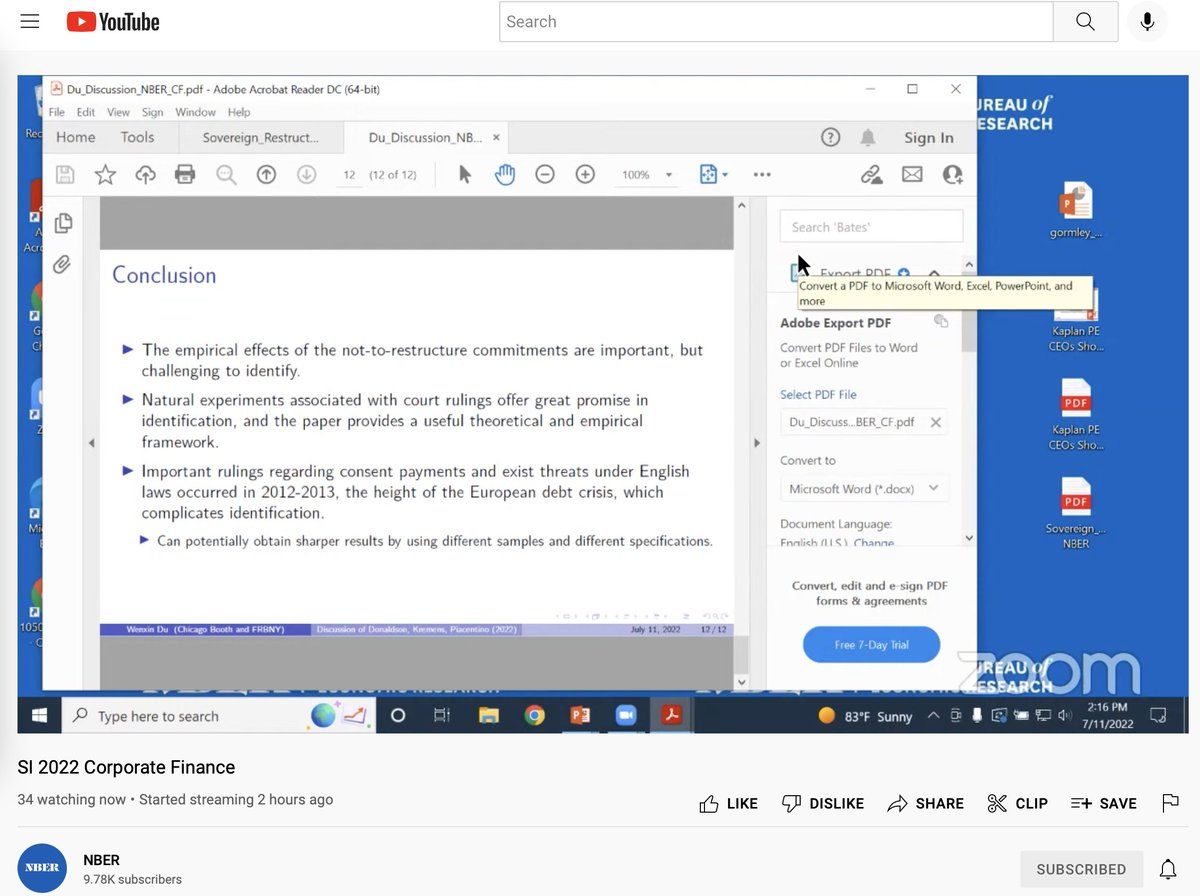 YouTube
Search
Du_Discussion_NBER_CF.pdf - Adobe Acrobat Reader DC (64-bit)
File Edit View Sign Window Help
Home Tools Sovereign_Restruct... Du_Discussion_NB... × Sign In
12 (12 of 12) 100%
UREAU of
ESEARCH
Search 'Bates'
Export PDF
Convert a PDF to Microsoft Word, Excel, PowerPoint, and
more
Adobe Export PDF
Convert PDF Files to Word
or Excel Online
Select PDF File
Du_Discuss...BER_CF.pdf
Convert to
Microsoft Word (*.docx)
Document Language:
English (U.S.) Change
Convert, edit and e-sign PDF
forms & agreements
Free 7-Day Trial
Conclusion
The empirical effects of the not-to-restructure commitments are important, but
challenging to identify.
Natural experiments associated with court rulings offer great promise in
identification, and the paper provides a useful theoretical and empirical
framework.
Important rulings regarding consent payments and exist threats under English
laws occurred in 2012-2013, the height of the European debt crisis, which
complicates identification.
Can potentially obtain sharper results by using different samples and different specifications.
Wenxin Du (Chicago Booth and FRBNY) Discussion of Donaldson, Kremens, Piacentino (2022) July 11, 2022 12/12
gormley_...
Kaplan PE
CEOs Sho...
PDF
Kaplan PE
CEOs Sho...
PDF
Sovereign_...
NBER
zoom
UREAU of
ESEARCH
Type here to search
83°F Sunny
2:16 PM
7/11/2022
SI 2022 Corporate Finance
34 watching now • Started streaming 2 hours ago
LIKE DISLIKE SHARE CLIP SAVE
NBER
NBER
9.78K subscribers
SUBSCRIBED